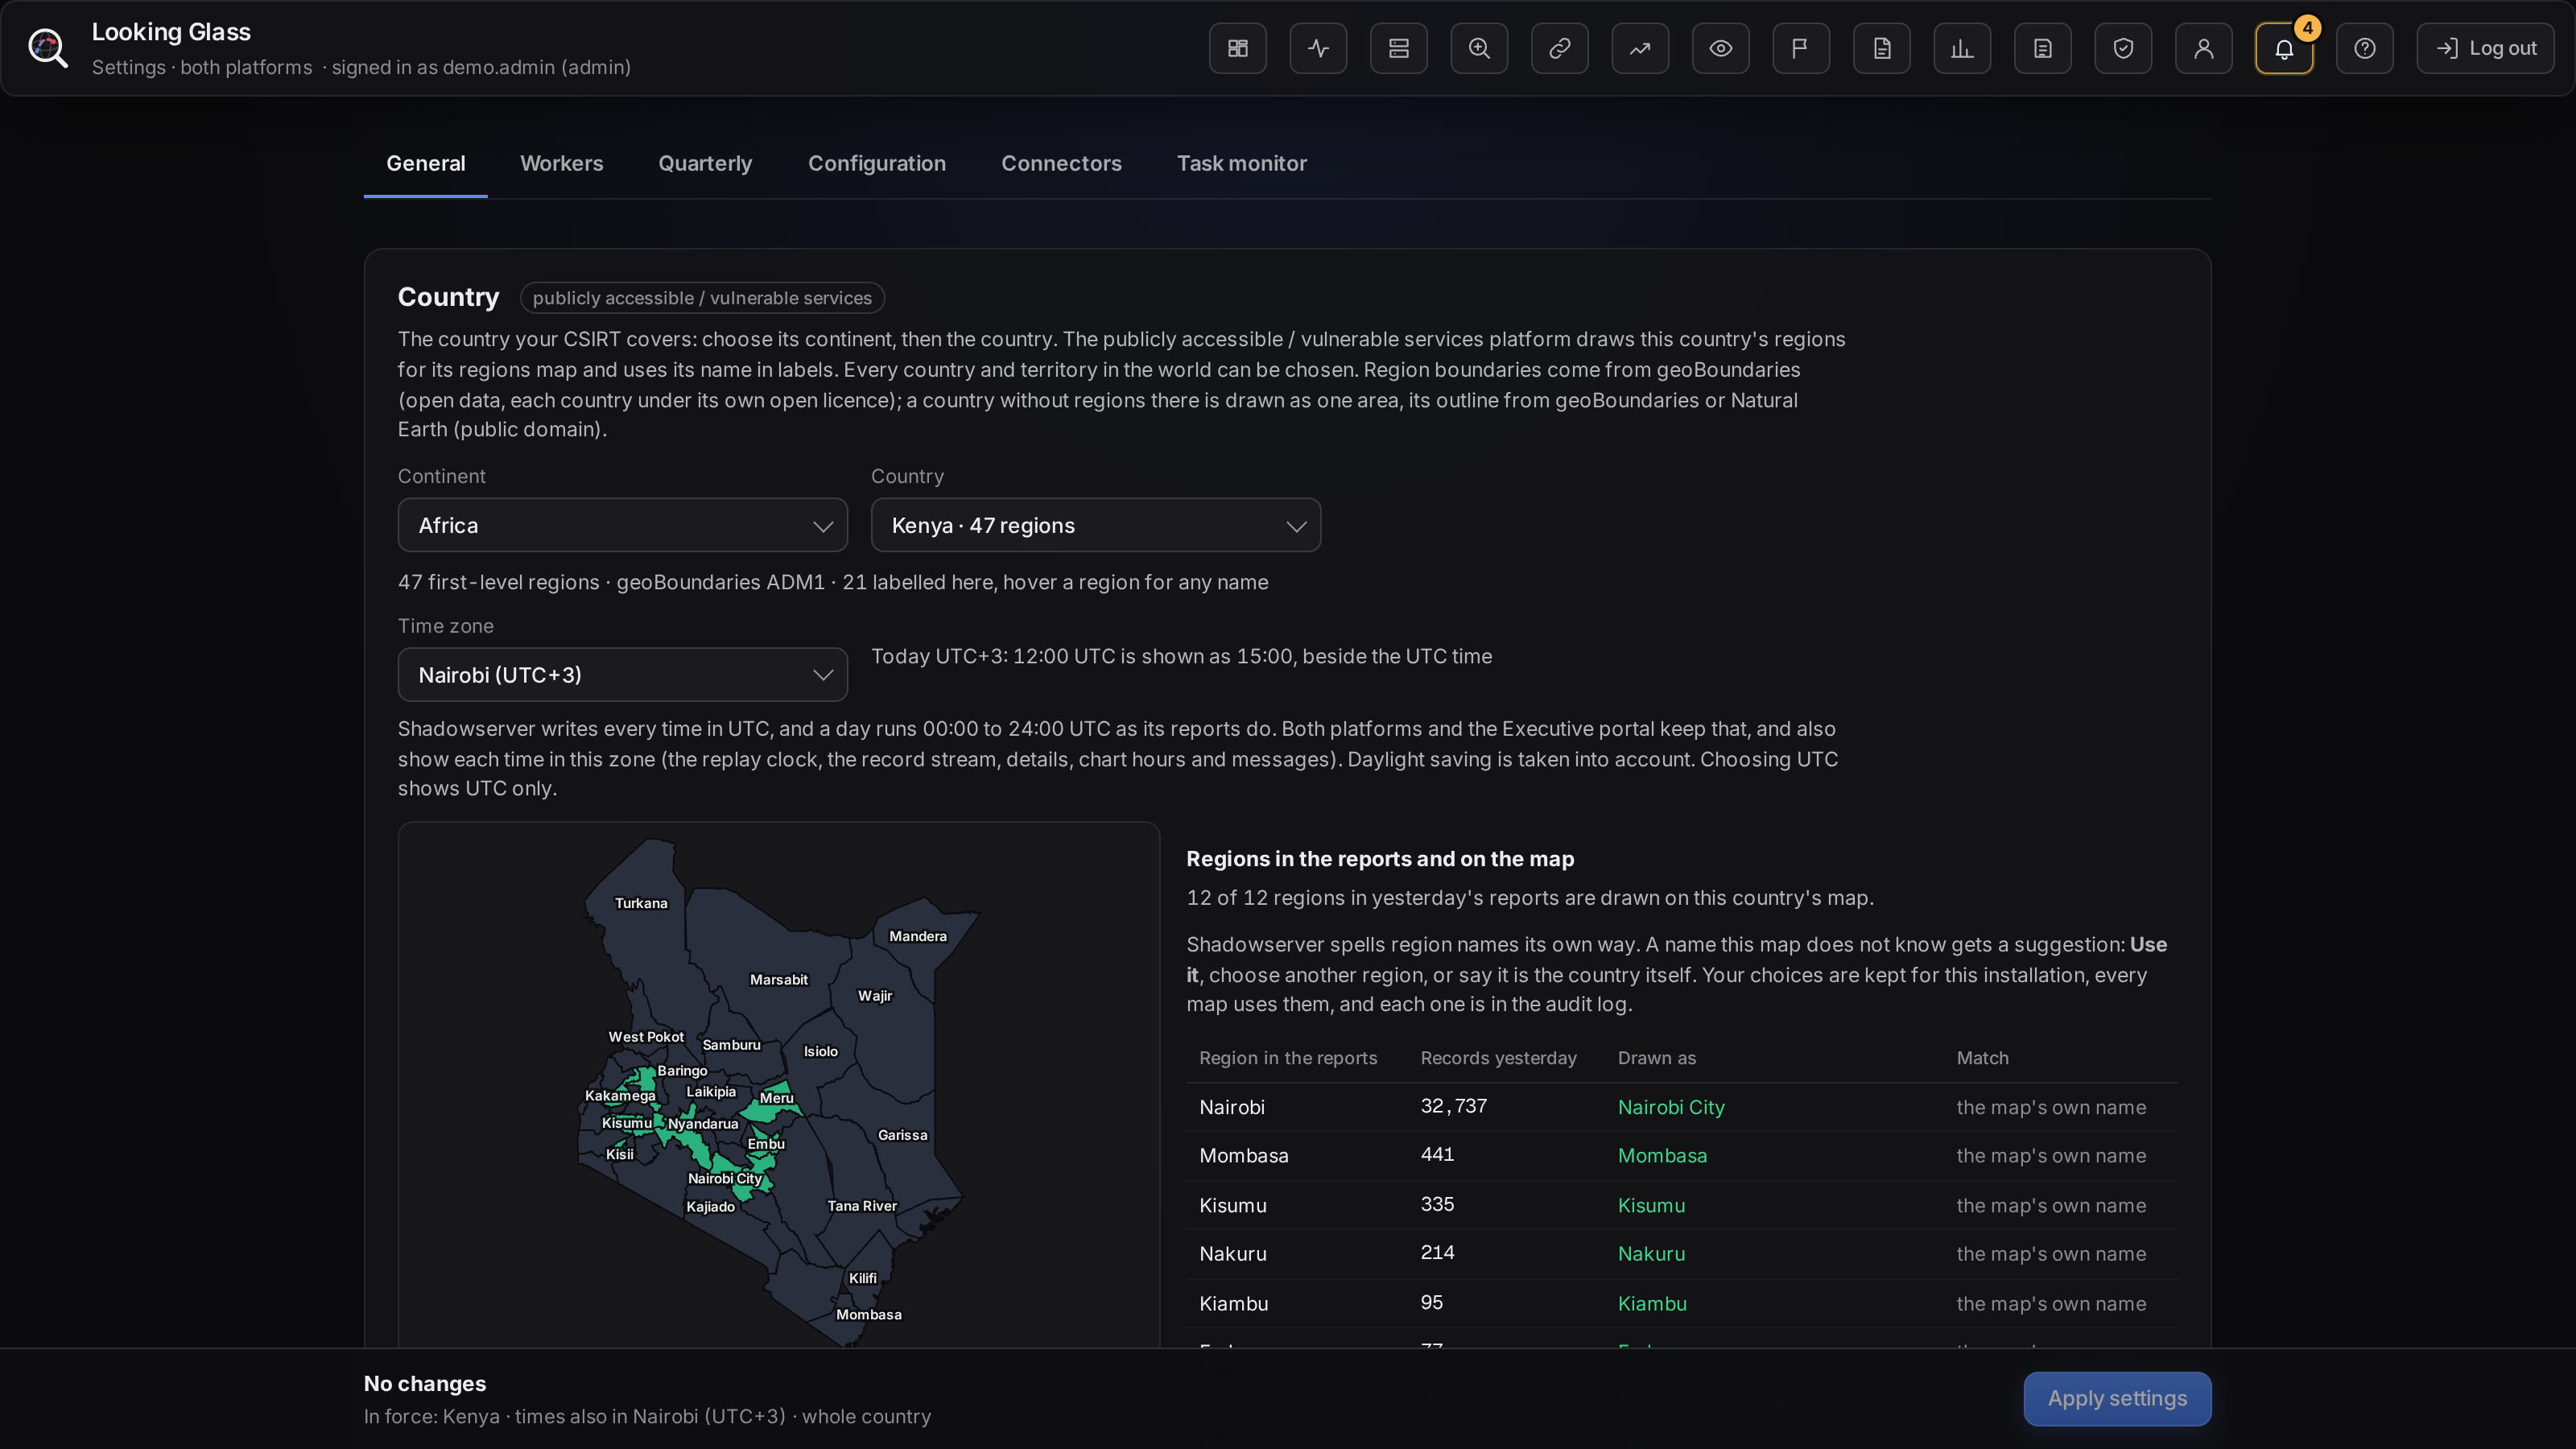 Looking Glass
Settings · both platforms · signed in as demo.admin (admin)
4
Log out
General
Workers
Quarterly
Configuration
Connectors
Task monitor
Country
publicly accessible / vulnerable services
The country your CSIRT covers: choose its continent, then the country. The publicly accessible / vulnerable services platform draws this country's regions
for its regions map and uses its name in labels. Every country and territory in the world can be chosen. Region boundaries come from geoBoundaries
(open data, each country under its own open licence); a country without regions there is drawn as one area, its outline from geoBoundaries or Natural
Earth (public domain).
Continent
Country
Africa
Kenya · 47 regions
47 first-level regions · geoBoundaries ADM1 · 21 labelled here, hover a region for any name
Time zone
Nairobi (UTC+3)
Today UTC+3: 12:00 UTC is shown as 15:00, beside the UTC time
Shadowserver writes every time in UTC, and a day runs 00:00 to 24:00 UTC as its reports do. Both platforms and the Executive portal keep that, and also
show each time in this zone (the replay clock, the record stream, details, chart hours and messages). Daylight saving is taken into account. Choosing UTC
shows UTC only.
Turkana
Mandera
Marsabit
Wajir
West Pokot
Samburu
Isiolo
Baringo
Laikipia
Kakamega
Meru
Kisumu
Nyandarua
Garissa
Embu
Kisii
Nairobi City
Kajiado
Tana River
Kilifi
Mombasa
Regions in the reports and on the map
12 of 12 regions in yesterday's reports are drawn on this country's map.
Shadowserver spells region names its own way. A name this map does not know gets a suggestion: Use
it, choose another region, or say it is the country itself. Your choices are kept for this installation, every
map uses them, and each one is in the audit log.
Region in the reports Records yesterday Drawn as Match
Nairobi 32,737 Nairobi City the map's own name
Mombasa 441 Mombasa the map's own name
Kisumu 335 Kisumu the map's own name
Nakuru 214 Nakuru the map's own name
Kiambu 95 Kiambu the map's own name
No changes
In force: Kenya · times also in Nairobi (UTC+3) · whole country
Apply settings